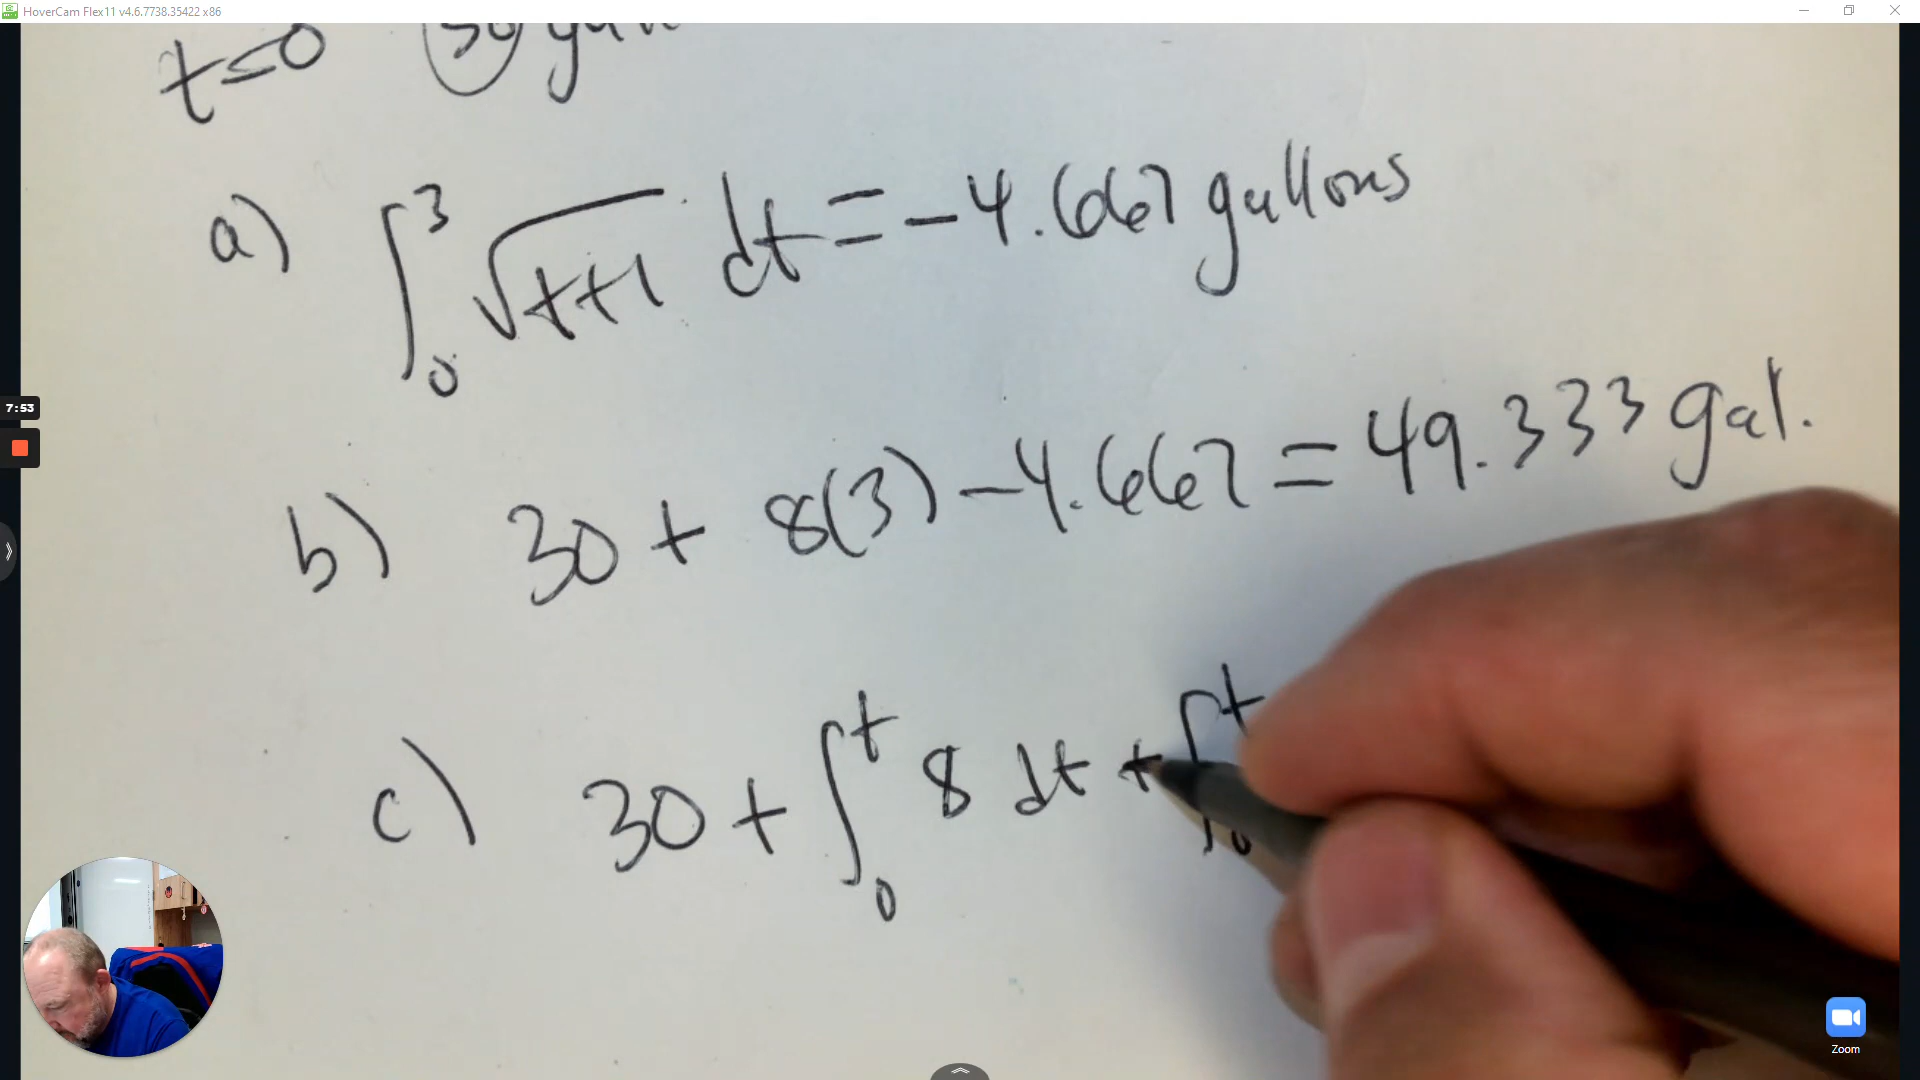 HoverCam Flex11 v4.6.7738.35422 x86
t=0 30
a) ∫₀³ √t+1 dt = -4.667 gallons
7:53
b) 30 + 8(3) -4.667 = 49.333 gal.
c) 30 + ∫₀ᵗ 8 dt + ∫₀ᵗ
Zoom